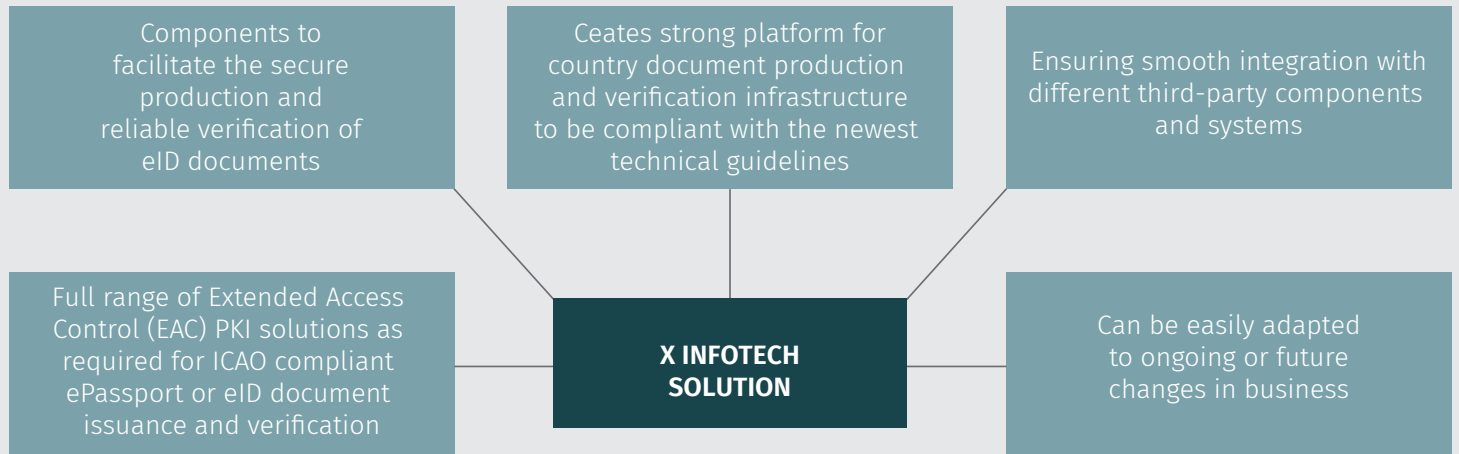 Components to
facilitate the secure
production and
reliable verification of
eID documents
Ceates strong platform for
country document production
and verification infrastructure
to be compliant with the newest
technical guidelines
Ensuring smooth integration with
different third-party components
and systems
Full range of Extended Access
Control (EAC) PKI solutions as
required for ICAO compliant
ePassport or eID document
issuance and verification
X INFOTECH
SOLUTION
Can be easily adapted
to ongoing or future
changes in business